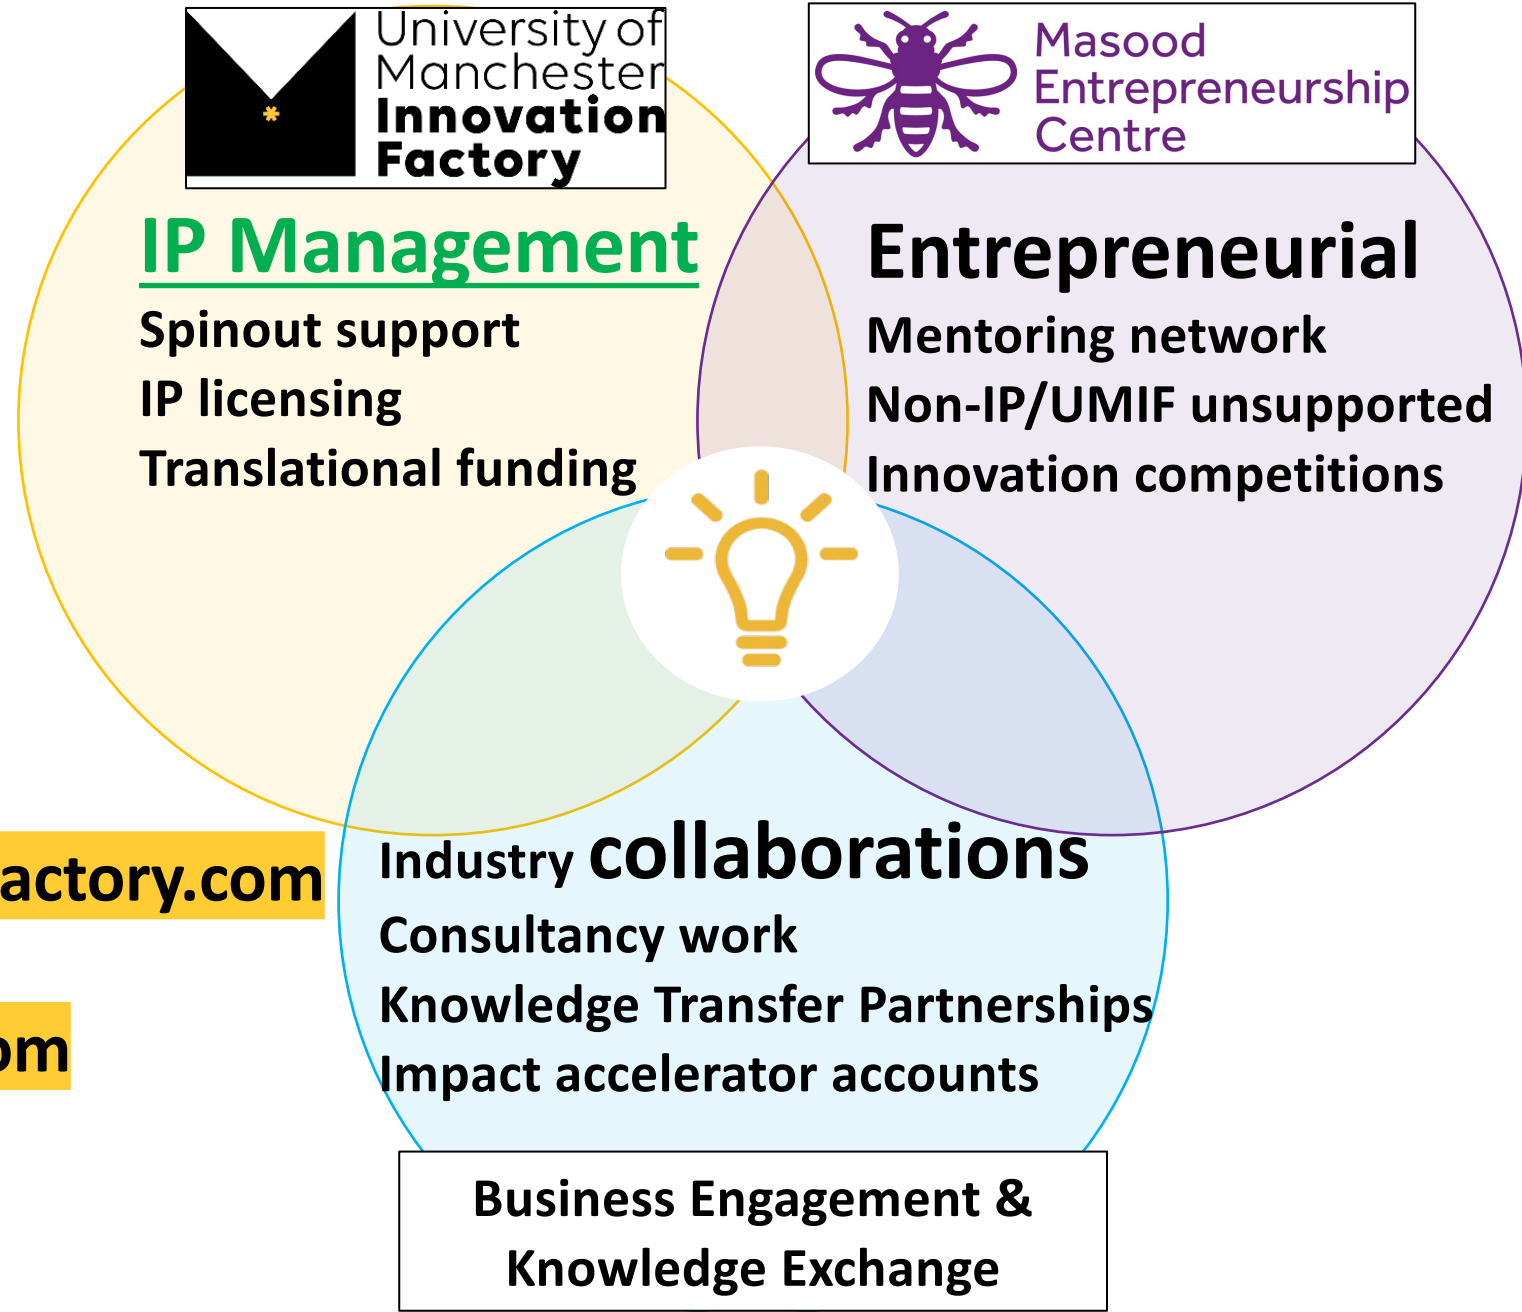 University of
Manchester
Innovation
Factory
Masood
Entrepreneurship
Centre
IP Management
Spinout support
IP licensing
Translational funding
Entrepreneurial
Mentoring network
Non-IP/UMIF unsupported
Innovation competitions
actory.com
om
Industry collaborations
Consultancy work
Knowledge Transfer Partnerships
Impact accelerator accounts
Business Engagement &
Knowledge Exchange